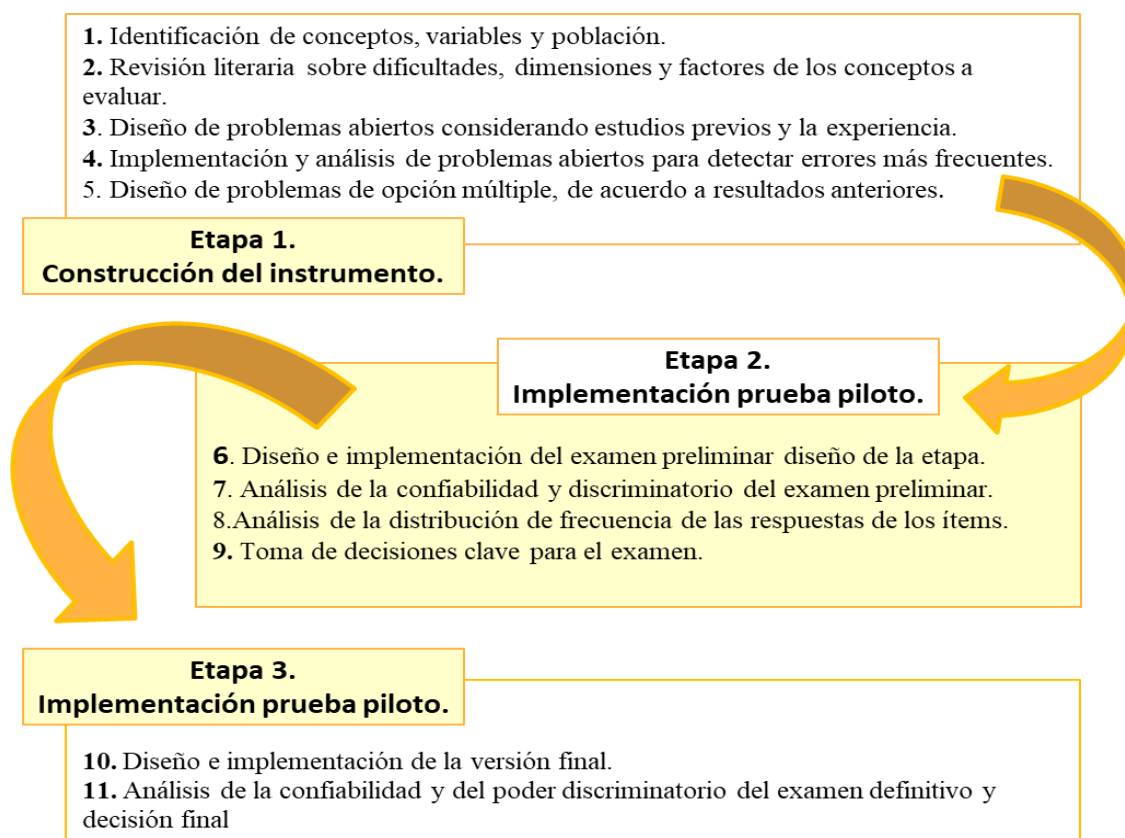 1. Identificación de conceptos, variables y población.
2. Revisión literaria sobre dificultades, dimensiones y factores de los conceptos a
evaluar.
3. Diseño de problemas abiertos considerando estudios previos y la experiencia.
4. Implementación y análisis de problemas abiertos para detectar errores más frecuentes.
5. Diseño de problemas de opción múltiple, de acuerdo a resultados anteriores.
Etapa 1.
Construcción del instrumento.
Etapa 2.
Implementación prueba piloto.
6. Diseño e implementación del examen preliminar diseño de la etapa.
7. Análisis de la confiabilidad y discriminatorio del examen preliminar.
8.Análisis de la distribución de frecuencia de las respuestas de los ítems.
9. Toma de decisiones clave para el examen.
Etapa 3.
Implementación prueba piloto.
10. Diseño e implementación de la versión final.
11. Análisis de la confiabilidad y del poder discriminatorio del examen definitivo y
decisión final